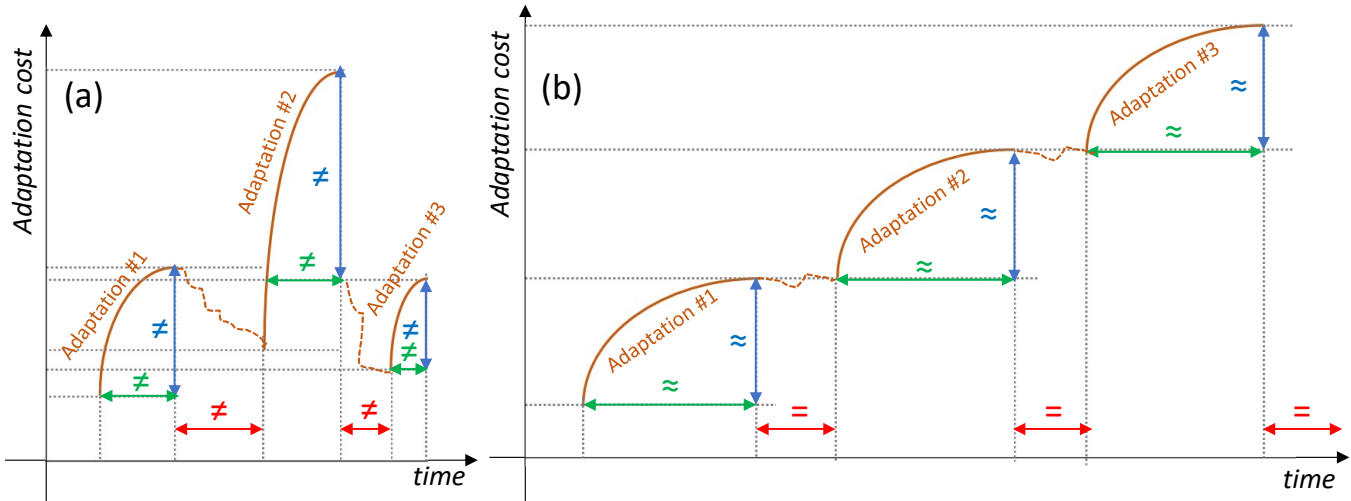 Adaptation cost
(a)
Adaptation #1
Adaptation #2
Adaptation #3
≠
≠
≠
≠
≠
≠
≠
≠
time
Adaptation cost
(b)
Adaptation #1
Adaptation #2
Adaptation #3
≈
≈
≈
≈
≈
≈
=
=
=
time